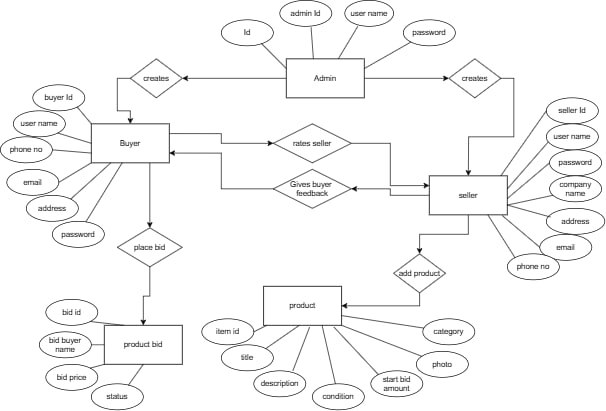 admin Id
user name
Id
password
creates
Admin
creates
buyer Id
user name
phone no
email
address
password
Buyer
rates seller
Gives buyer
feedback
seller Id
user name
password
company
name
address
email
phone no
seller
place bid
add product
bid id
bid buyer
name
bid price
status
product bid
product
item id
title
description
condition
start bid
amount
photo
category